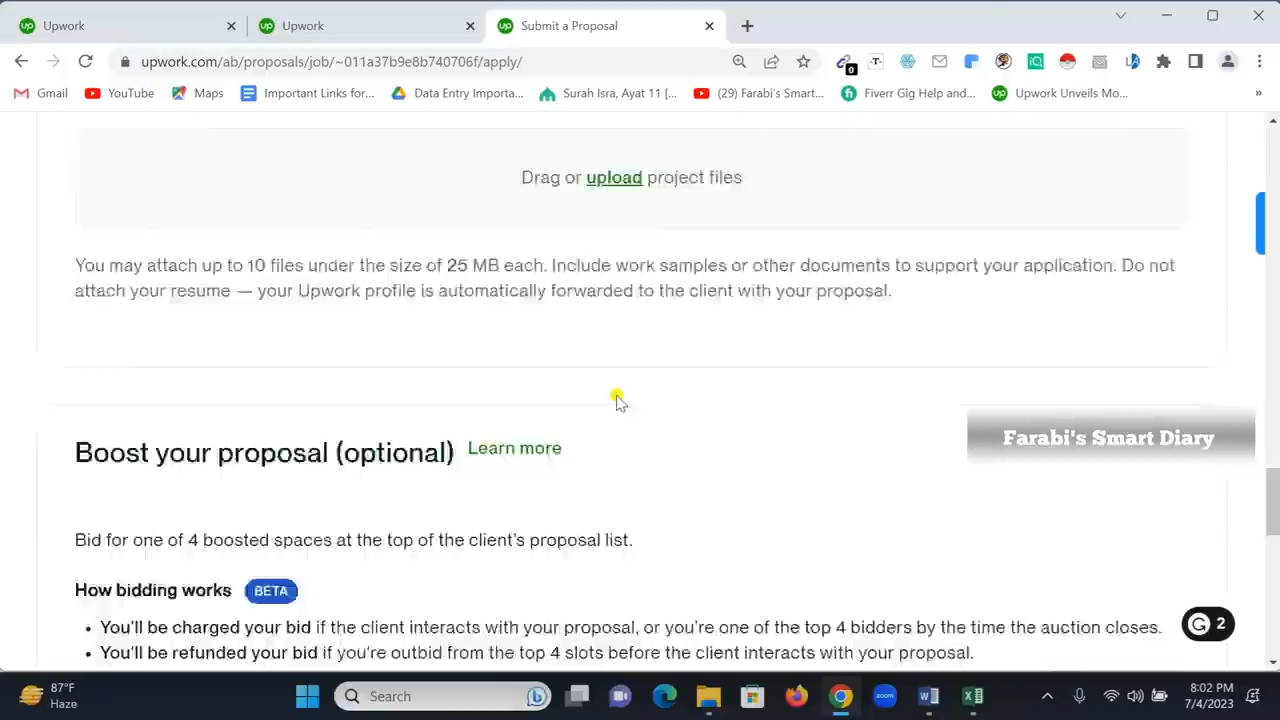 Upwork
Upwork
Submit a Proposal
upwork.com/ab/proposals/job/~011a37b9e8b740706f/apply/
0
Gmail
YouTube
Maps
Important Links for...
Data Entry Importa...
Surah Isra, Ayat 11 [...
(29) Farabi's Smart...
Fiverr Gig Help and...
Upwork Unveils Mo...
Drag or upload project files
You may attach up to 10 files under the size of 25 MB each. Include work samples or other documents to support your application. Do not
attach your resume — your Upwork profile is automatically forwarded to the client with your proposal.
Farabi's Smart Diary
Boost your proposal (optional) Learn more
Bid for one of 4 boosted spaces at the top of the client's proposal list.
How bidding works BETA
• You'll be charged your bid if the client interacts with your proposal, or you're one of the top 4 bidders by the time the auction closes.
• You'll be refunded your bid if you're outbid from the top 4 slots before the client interacts with your proposal.
2
87°F
Haze
Search
zoom
8:02 PM
7/4/2023